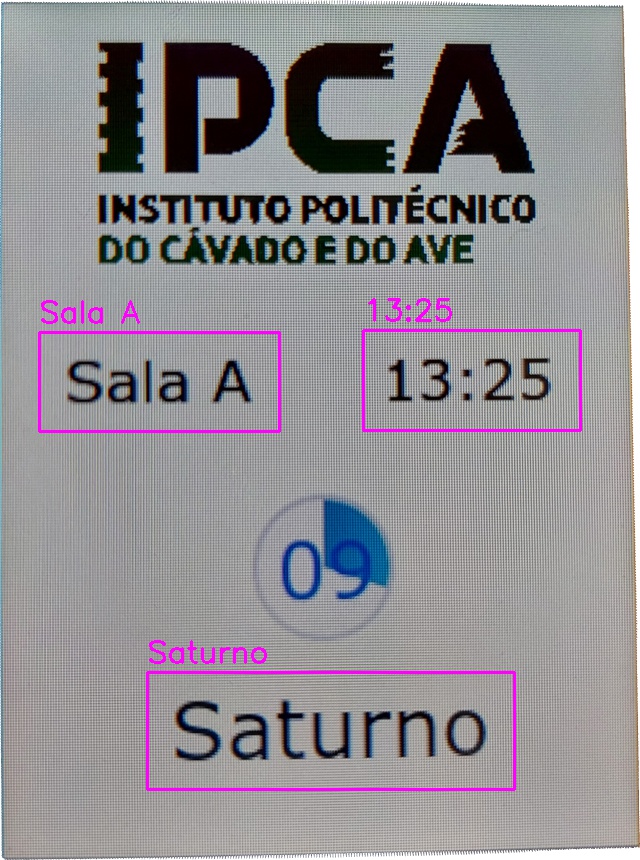 IPCA
INSTITUTO POLITÉCNICO
DO CÁVADO E DO AVE
Sala A 13:25
Sala A 13:25
09
Saturno
Saturno